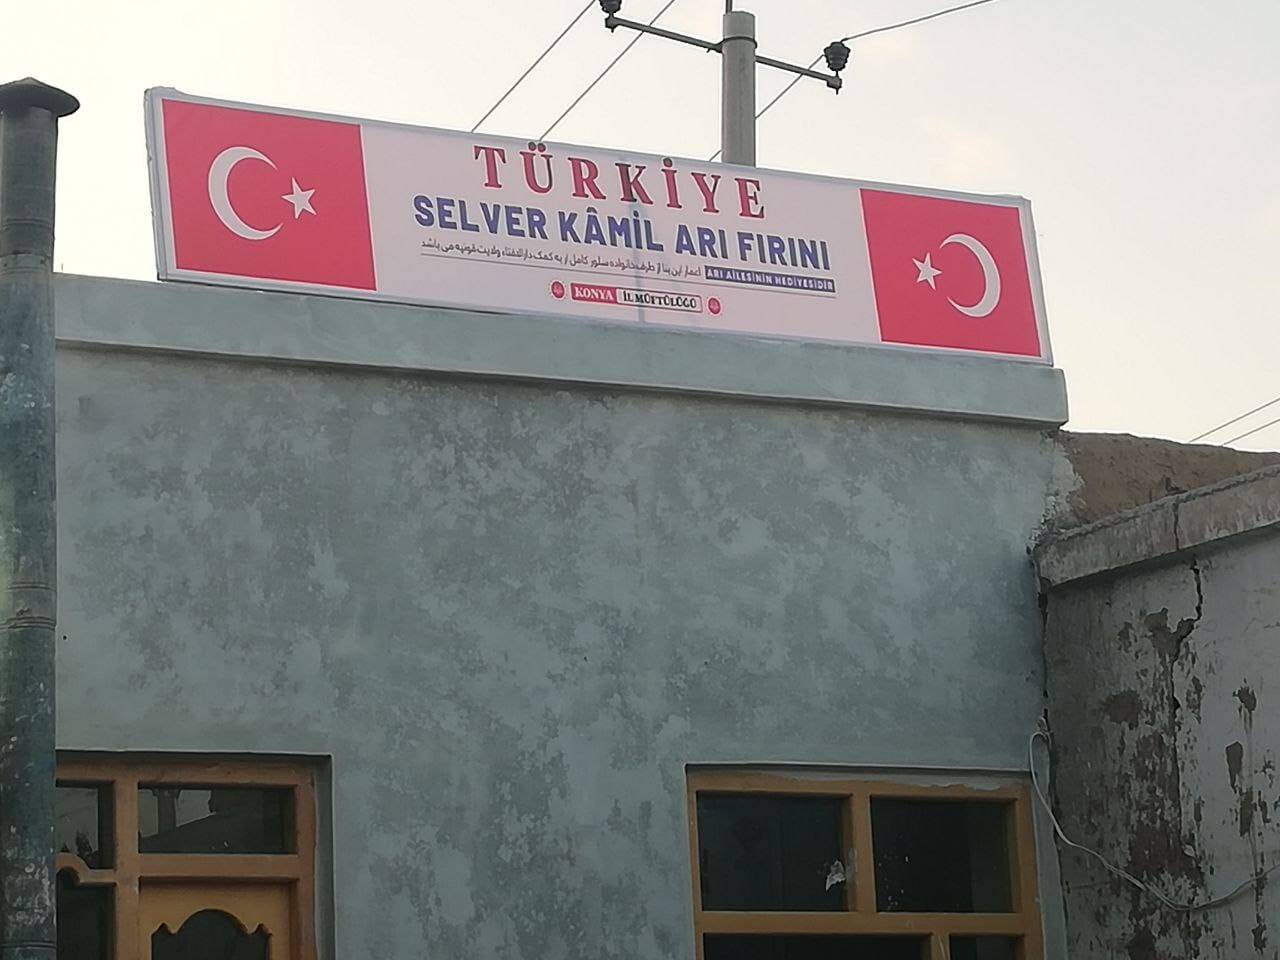 TÜRKİYE
SELVER KÂMİL ARI FIRINI
اعمار این بنا از طرف خانواده سلور کامل ار به کمک دارالافتاء ولایت قونیه می باشد
ARI AİLESİNİN HEDİYESİDİR
KONYA İL MÜFTÜLÜĞÜ